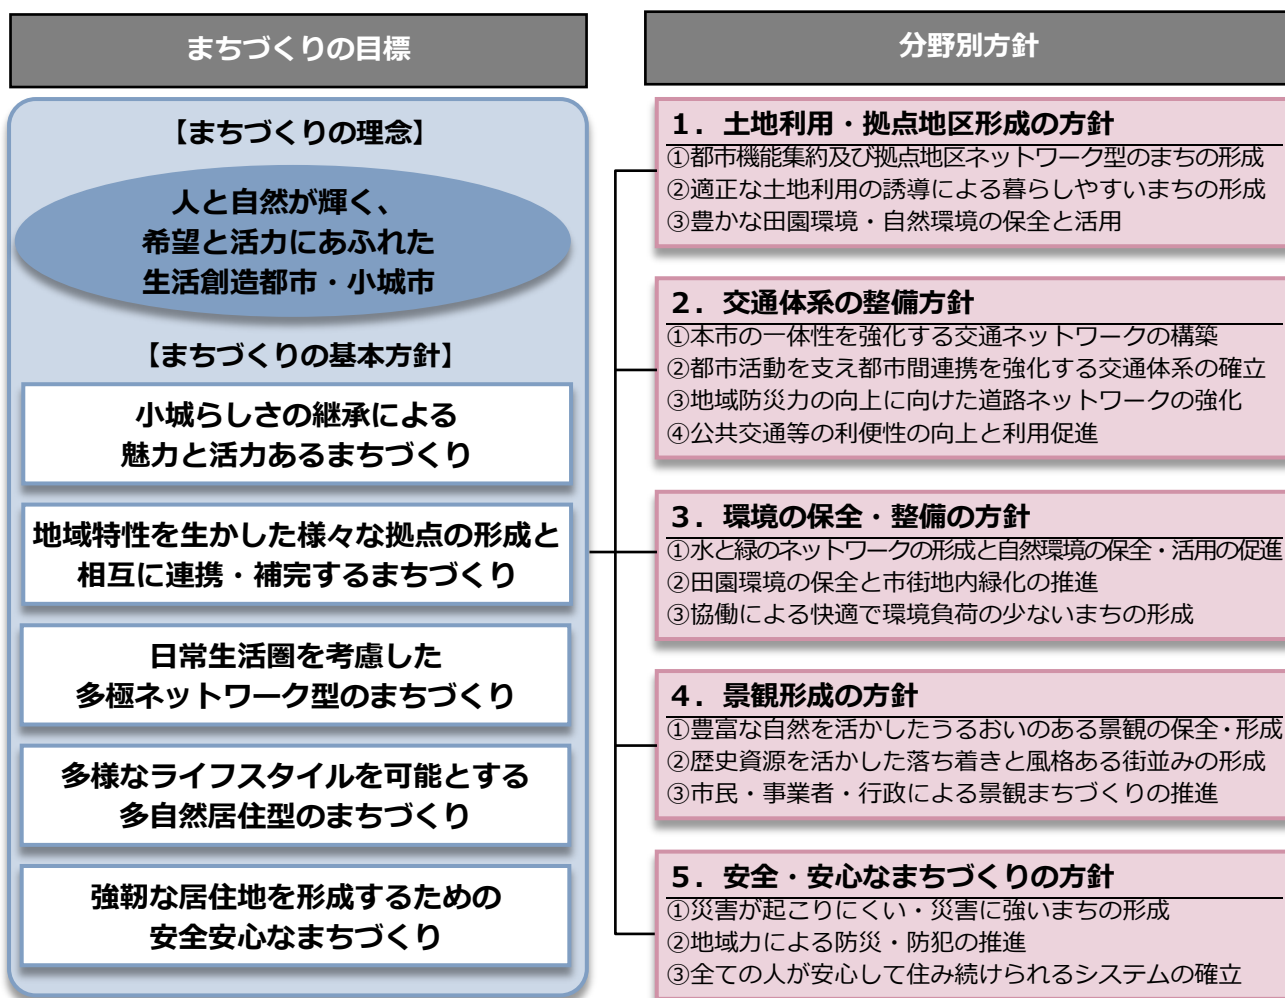 まちづくりの目標
【まちづくりの理念】
人と自然が輝く、
希望と活力にあふれた
生活創造都市・小城市
【まちづくりの基本方針】
小城らしさの継承による
魅力と活力あるまちづくり
地域特性を生かした様々な拠点の形成と
相互に連携・補完するまちづくり
日常生活圏を考慮した
多極ネットワーク型のまちづくり
多様なライフスタイルを可能とする
多自然居住型のまちづくり
強靭な居住地を形成するための
安全安心なまちづくり
分野別方針
1．土地利用・拠点地区形成の方針
①都市機能集約及び拠点地区ネットワーク型のまちの形成
②適正な土地利用の誘導による暮らしやすいまちの形成
③豊かな田園環境・自然環境の保全と活用
2．交通体系の整備方針
①本市の一体性を強化する交通ネットワークの構築
②都市活動を支え都市間連携を強化する交通体系の確立
③地域防災力の向上に向けた道路ネットワークの強化
④公共交通等の利便性の向上と利用促進
3．環境の保全・整備の方針
①水と緑のネットワークの形成と自然環境の保全・活用の促進
②田園環境の保全と市街地内緑化の推進
③協働による快適で環境負荷の少ないまちの形成
4．景観形成の方針
①豊富な自然を活かしたうるおいのある景観の保全・形成
②歴史資源を活かした落ち着きと風格ある街並みの形成
③市民・事業者・行政による景観まちづくりの推進
5．安全・安心なまちづくりの方針
①災害が起こりにくい・災害に強いまちの形成
②地域力による防災・防犯の推進
③全ての人が安心して住み続けられるシステムの確立